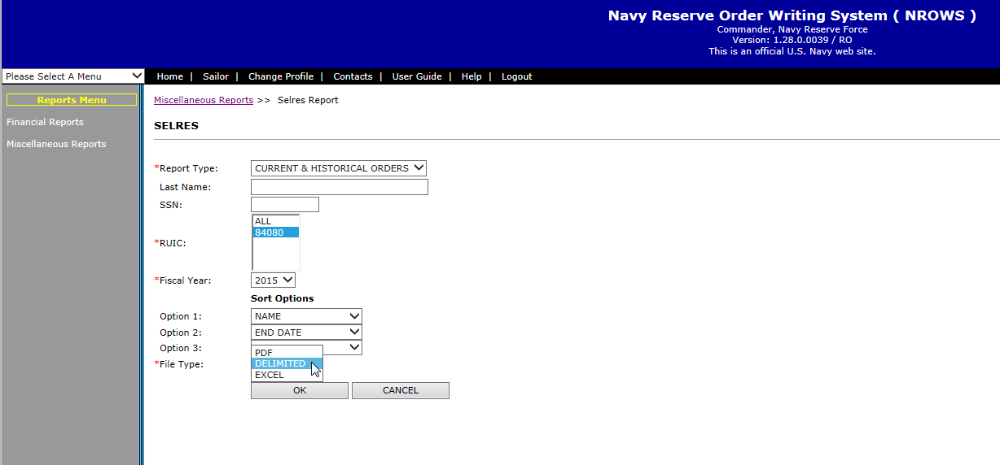 Navy Reserve Order Writing System ( NROWS )
Commander, Navy Reserve Force
Version: 1.28.0.0039 / RO
This is an official U.S. Navy web site.
Please Select A Menu
Home | Sailor | Change Profile | Contacts | User Guide | Help | Logout
Reports Menu
Financial Reports
Miscellaneous Reports
Miscellaneous Reports >> Selres Report
SELRES
*Report Type: CURRENT & HISTORICAL ORDERS
Last Name:
SSN:
*RUIC:
ALL
84080
*Fiscal Year: 2015
Sort Options
Option 1: NAME
Option 2: END DATE
Option 3:
*File Type:
PDF
DELIMITED
EXCEL
OK CANCEL